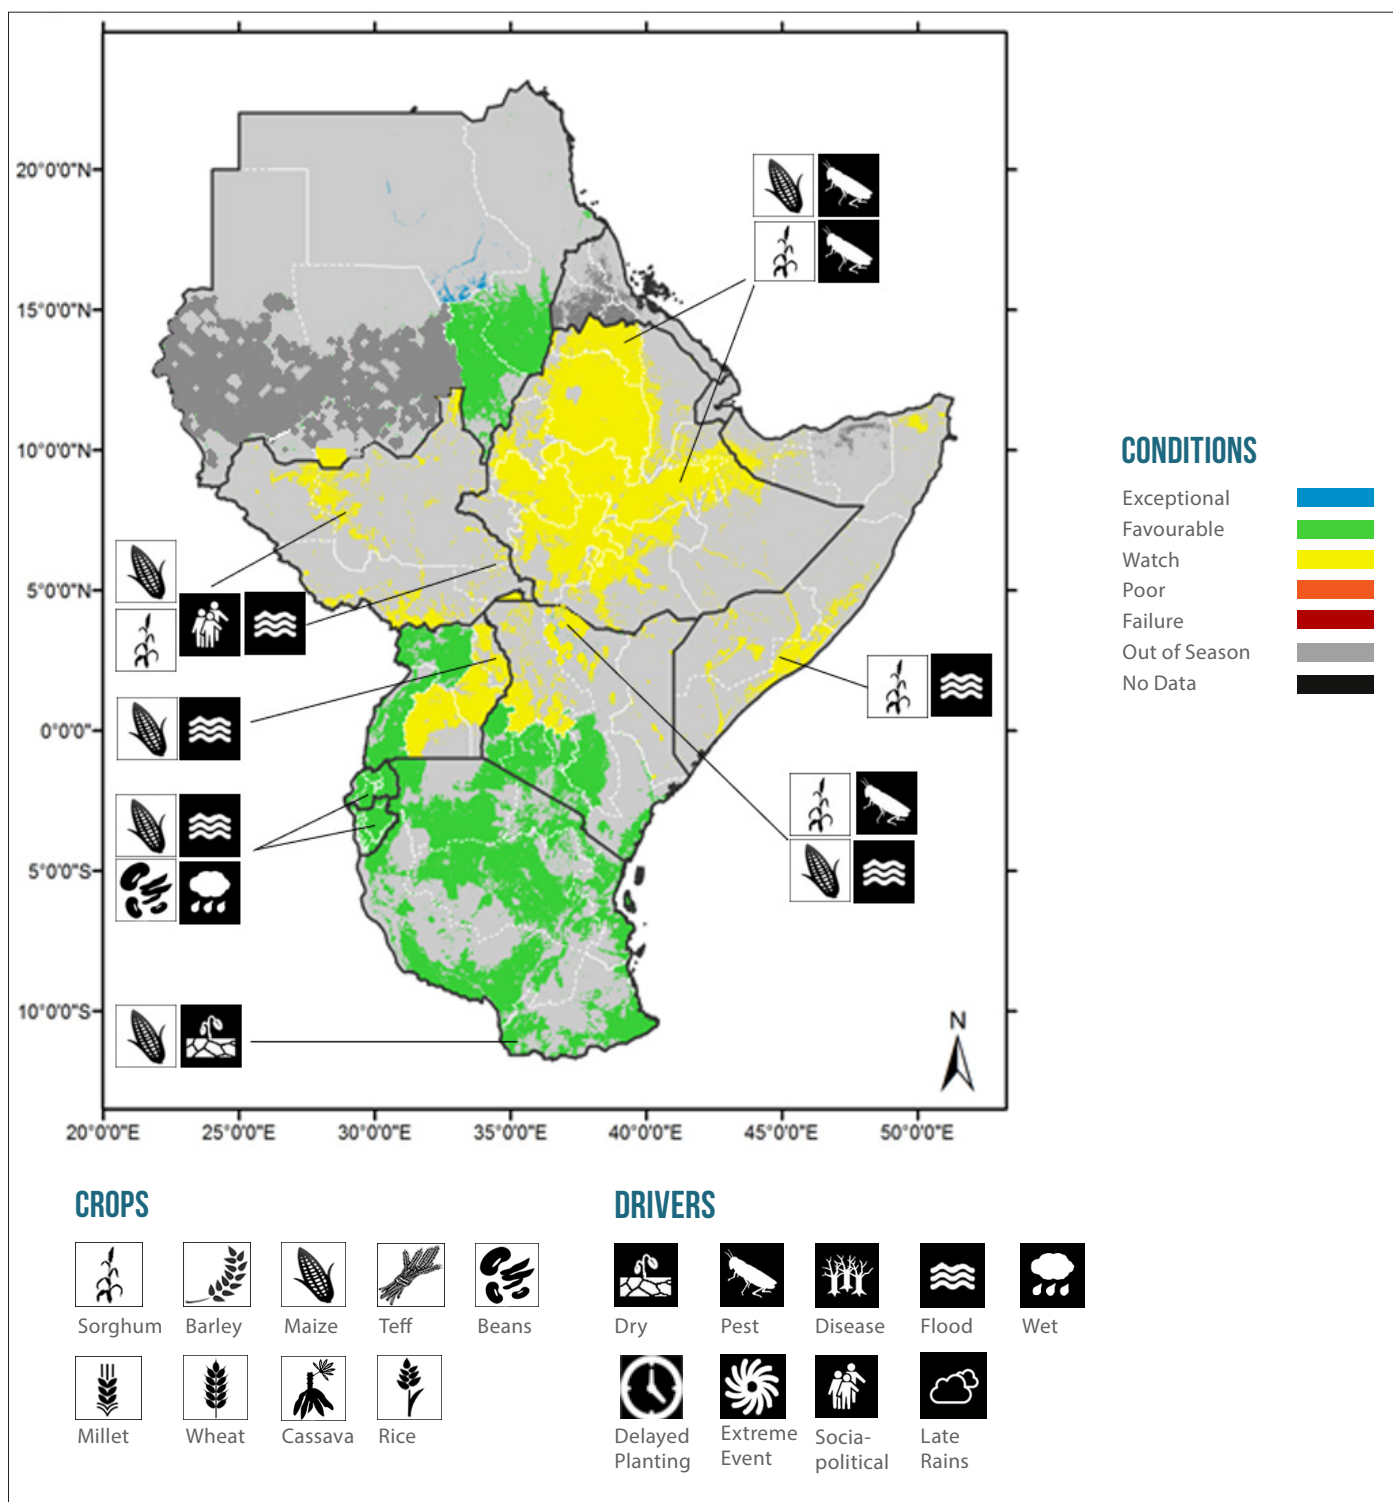 20°0'0"N
15°0'0"N
10°0'0"N
5°0'0"N
0°0'0"
5°0'0"S
10°0'0"S
N
20°0'0"E 25°0'0"E 30°0'0"E 35°0'0"E 40°0'0"E 45°0'0"E 50°0'0"E
CONDITIONS
Exceptional
Favourable
Watch
Poor
Failure
Out of Season
No Data
CROPS
Sorghum Barley Maize Teff Beans
Millet Wheat Cassava Rice
DRIVERS
Dry Pest Disease Flood Wet
Delayed Extreme Socia- Late
Planting Event political Rains